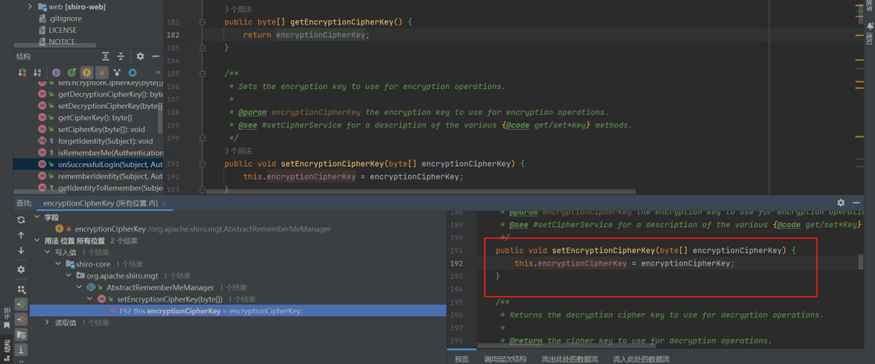 web [shiro-web]
.gitignore
LICENSE
NOTICE
结构
setEncryptionCipherKey(byte[]
getDecryptionCipherKey(): byte[
setDecryptionCipherKey(byte[]
getCipherKey(): byte[]
setCipherKey(byte[]): void
forgetIdentity(Subject): void
isRememberMe(Authentication
onSuccessfulLogin(Subject, Aut
rememberIdentity(Subject, Aut
getIdentityToRemember(Subje
3 个用法
181 public byte[] getEncryptionCipherKey() {
182 return encryptionCipherKey;
183 }
184
185 /**
186 * Sets the encryption key to use for encryption operations.
187 *
188 * @param encryptionCipherKey the encryption key to use for encryption operations.
189 * @see #setCipherService for a description of the various {@code get/set*Key} methods.
190 */
3 个用法
191 public void setEncryptionCipherKey(byte[] encryptionCipherKey) {
192 this.encryptionCipherKey = encryptionCipherKey;
193 }
查找: encryptionCipherKey (所有位置 内) ×
字段
encryptionCipherKey /org.apache.shiro.mgt.AbstractRememberMeManager
用法 位置 所有位置 2 个结果
写入值 1 个结果
shiro-core 1 个结果
org.apache.shiro.mgt 1 个结果
AbstractRememberMeManager 1 个结果
setEncryptionCipherKey(byte[]) 1 个结果
192 this.encryptionCipherKey = encryptionCipherKey;
读取值 1 个结果
188 * @param encryptionCipherKey the encryption key to use for encryption opera
189 * @see #setCipherService for a description of the various {@code get/set*Key}
190 */
191 public void setEncryptionCipherKey(byte[] encryptionCipherKey) {
192 this.encryptionCipherKey = encryptionCipherKey;
193 }
194
195 /**
196 * Returns the decryption cipher key to use for decryption operations.
197 *
198 * @return the cipher key to use for decryption operations.
预览 调用层次结构 流出此处的数据流 流入此处的数据流